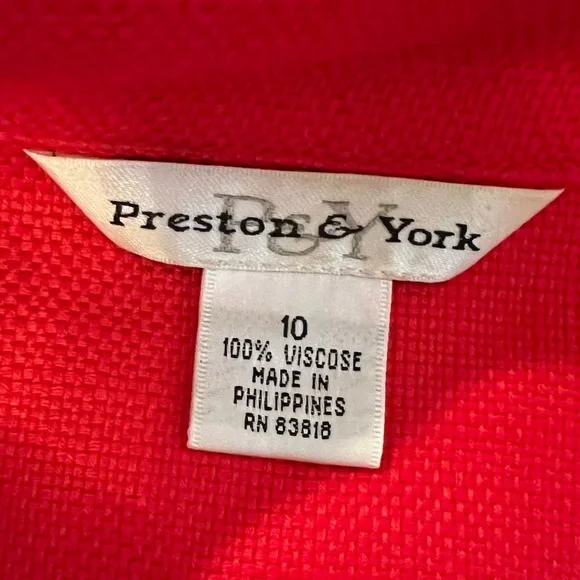 P&Y
Preston & York
10
100% VISCOSE
MADE IN
PHILIPPINES
RN 83818